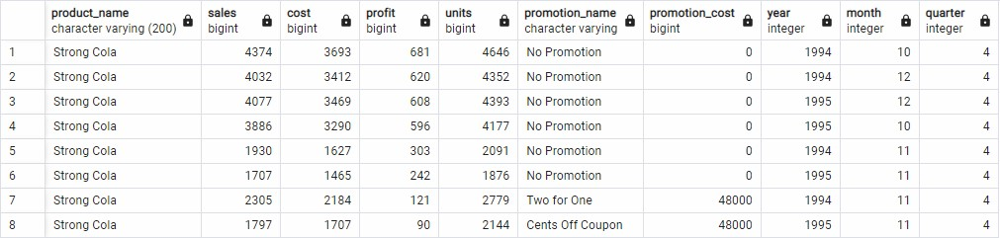 product_name sales cost profit units promotion_name promotion_cost year month quarter
character varying (200) bigint bigint bigint bigint character varying bigint integer integer integer
1 Strong Cola 4374 3693 681 4646 No Promotion 0 1994 10 4
2 Strong Cola 4032 3412 620 4352 No Promotion 0 1994 12 4
3 Strong Cola 4077 3469 608 4393 No Promotion 0 1995 12 4
4 Strong Cola 3886 3290 596 4177 No Promotion 0 1995 10 4
5 Strong Cola 1930 1627 303 2091 No Promotion 0 1994 11 4
6 Strong Cola 1707 1465 242 1876 No Promotion 0 1995 11 4
7 Strong Cola 2305 2184 121 2779 Two for One 48000 1994 11 4
8 Strong Cola 1797 1707 90 2144 Cents Off Coupon 48000 1995 11 4